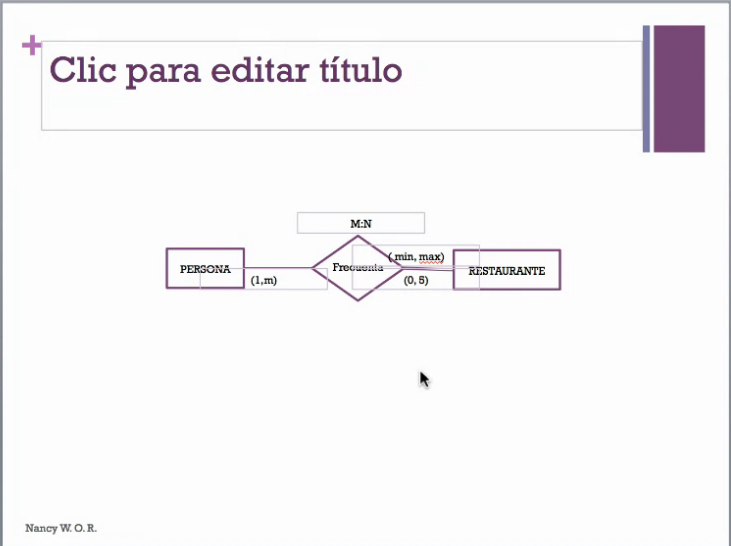 Clic para editar título
M:N
( min, max)
PERSONA
Frecuenta
RESTAURANTE
(1,m)
(0, 5)
Nancy W. O. R.